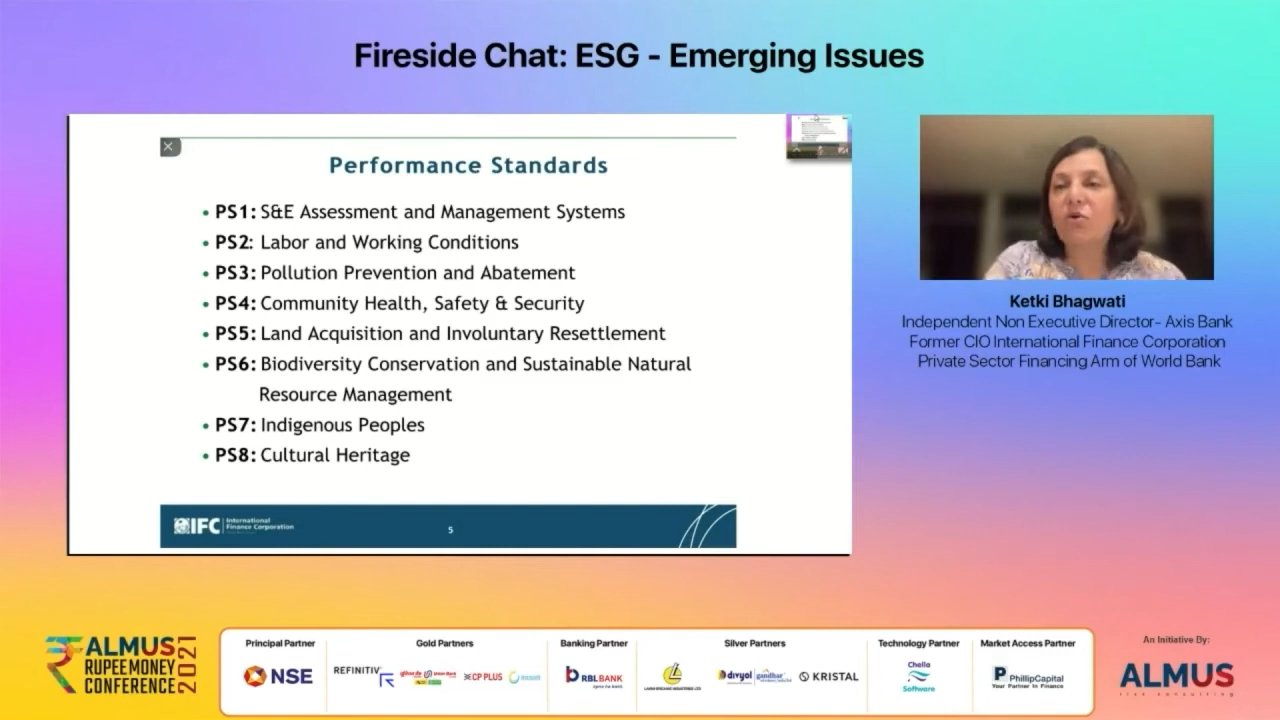 Fireside Chat: ESG - Emerging Issues
Performance Standards
• PS1: S&E Assessment and Management Systems
• PS2: Labor and Working Conditions
• PS3: Pollution Prevention and Abatement
• PS4: Community Health, Safety & Security
• PS5: Land Acquisition and Involuntary Resettlement
• PS6: Biodiversity Conservation and Sustainable Natural
Resource Management
• PS7: Indigenous Peoples
• PS8: Cultural Heritage
IFC International
Finance Corporation
5
Ketki Bhagwati
Independent Non Executive Director- Axis Bank
Former CIO International Finance Corporation
Private Sector Financing Arm of World Bank
ALMUS
RUPEE MONEY
CONFERENCE
2021
Principal Partner
NSE
Gold Partners
REFINITIV
CP PLUS
Banking Partner
RBLBANK
apno ka bank
Silver Partners
divyol
gandhar
KRISTAL
Technology Partner
Chella
Software
Market Access Partner
PhillipCapital
Your Partner In Finance
An Initiative By:
ALMUS